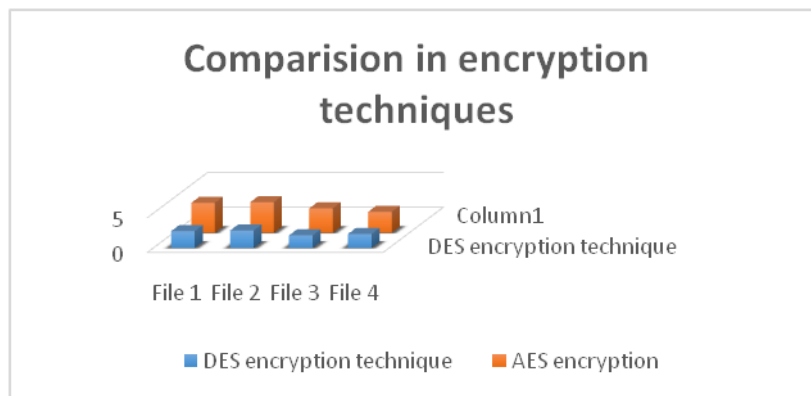 Comparision in encryption
techniques
5
0
Column1
DES encryption technique
File 1 File 2 File 3 File 4
DES encryption technique AES encryption